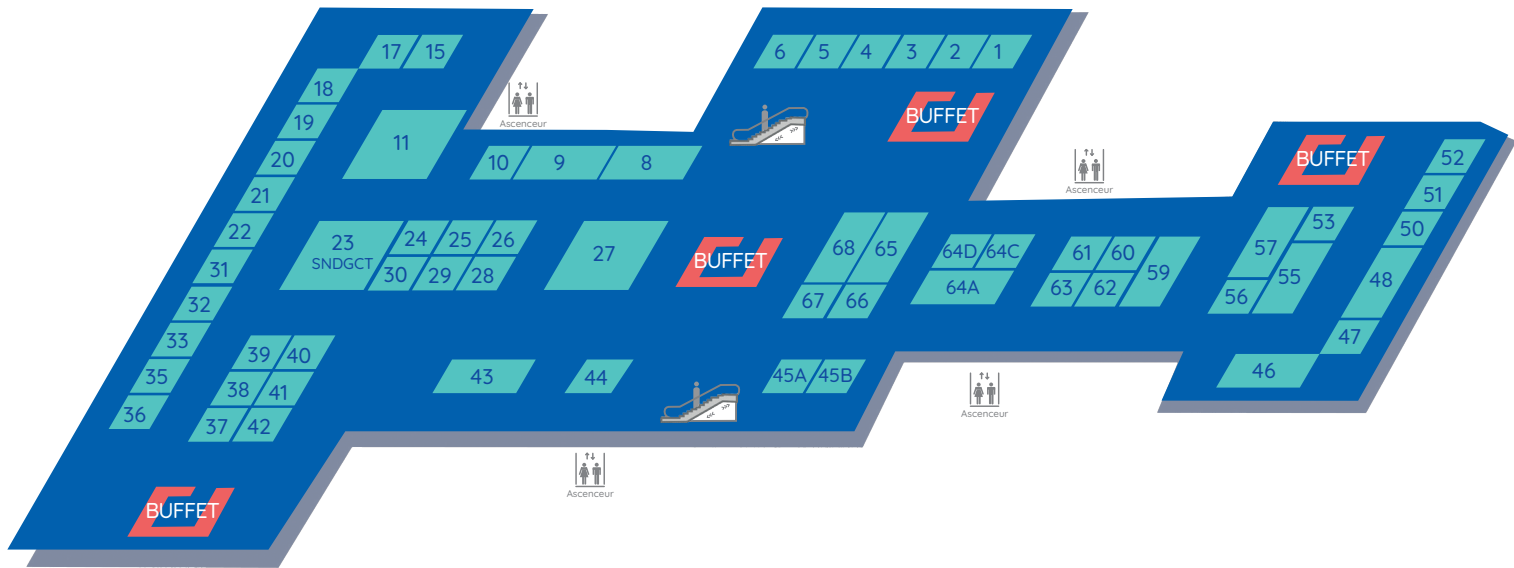 17 15
6 5 4 3 2 1
18
19
20
21
22
31
32
33
35
36
11
Ascenceur
10 9 8
BUFFET
23
SNDGCT
24 25 26
30 29 28
27
BUFFET
68 65
67 66
64D 64C
64A
Ascenceur
61 60 59
63 62
BUFFET
52
51
50
48
47
46
53
57
55
56
39 40
38 41
37 42
43
44
45A 45B
Ascenceur
Ascenceur
BUFFET